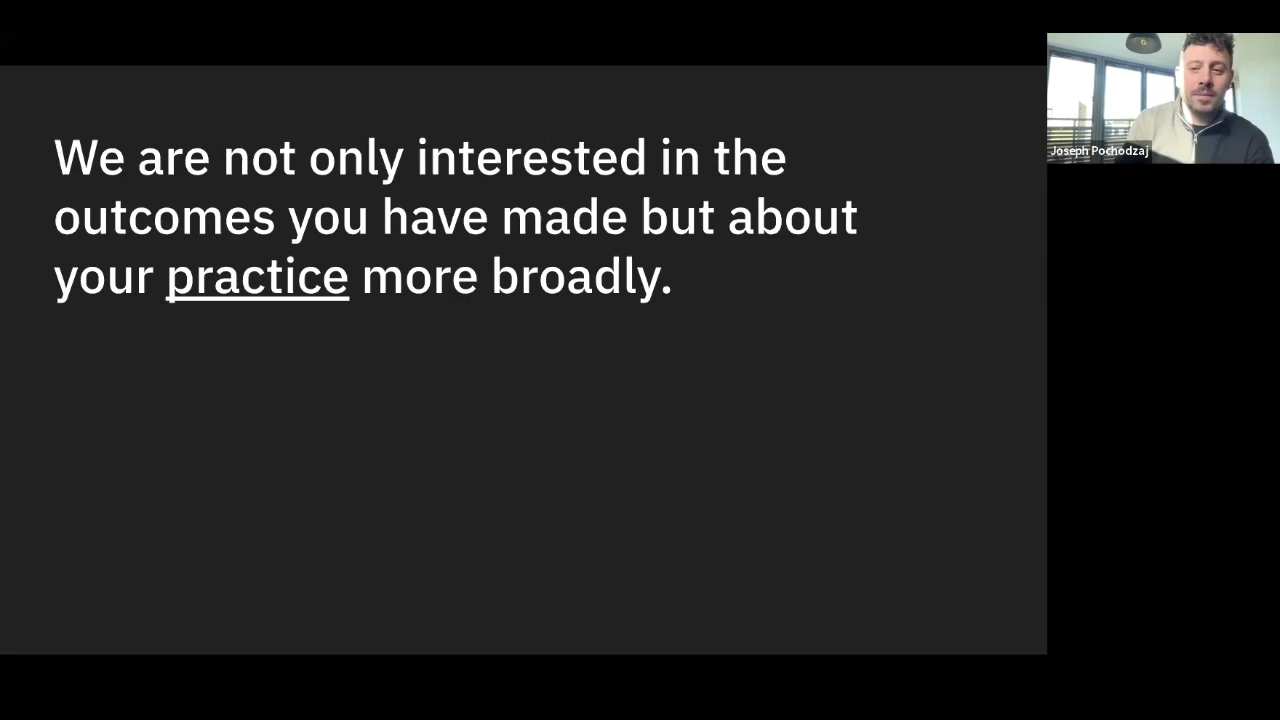 We are not only interested in the
outcomes you have made but about
your practice more broadly.
Joseph Pochodzaj